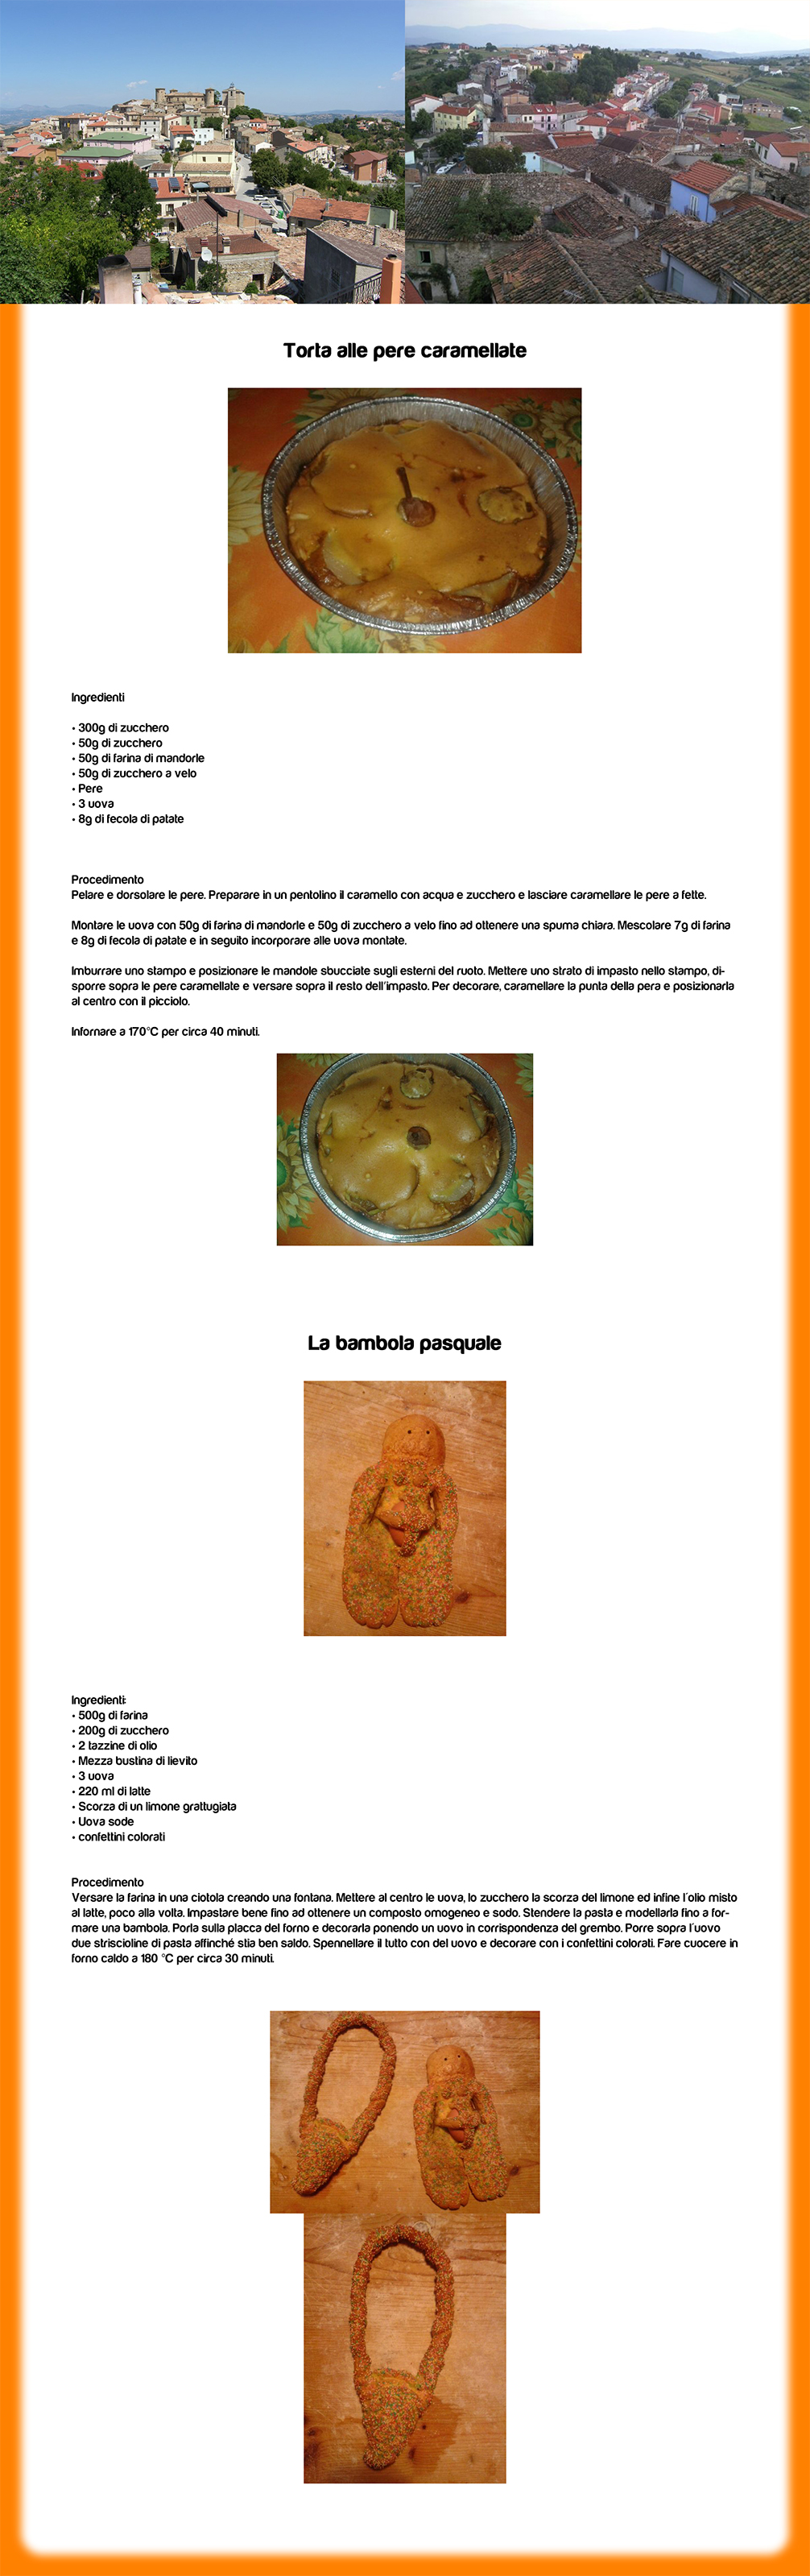 Torta alle pere caramellate
Ingredienti
• 300g di zucchero
• 50g di zucchero
• 50g di farina di mandorle
• 50g di zucchero a velo
• Pere
• 3 uova
• 8g di fecola di patate
Procedimento
Pelare e dorsolare le pere. Preparare in un pentolino il caramello con acqua e zucchero e lasciare caramellare le pere a fette.
Montare le uova con 50g di farina di mandorle e 50g di zucchero a velo fino ad ottenere una spuma chiara. Mescolare 7g di farina
e 8g di fecola di patate e in seguito incorporare alle uova montate.
Imburrare uno stampo e posizionare le mandole sbucciate sugli esterni del ruoto. Mettere uno strato di impasto nello stampo, di-
sporre sopra le pere caramellate e versare sopra il resto dell'impasto. Per decorare, caramellare la punta della pera e posizionarla
al centro con il picciolo.
Infornare a 170°C per circa 40 minuti.
La bambola pasquale
Ingredienti:
• 500g di farina
• 200g di zucchero
• 2 tazzine di olio
• Mezza bustina di lievito
• 3 uova
• 220 ml di latte
• Scorza di un limone grattugiata
• Uova sode
• confettini colorati
Procedimento
Versare la farina in una ciotola creando una fontana. Mettere al centro le uova, lo zucchero la scorza del limone ed infine l'olio misto
al latte, poco alla volta. Impastare bene fino ad ottenere un composto omogeneo e sodo. Stendere la pasta e modellarla fino a for-
mare una bambola. Porla sulla placca del forno e decorarla ponendo un uovo in corrispondenza del grembo. Porre sopra l'uovo
due striscioline di pasta affinché stia ben saldo. Spennellare il tutto con del uovo e decorare con i confettini colorati. Fare cuocere in
forno caldo a 180 °C per circa 30 minuti.